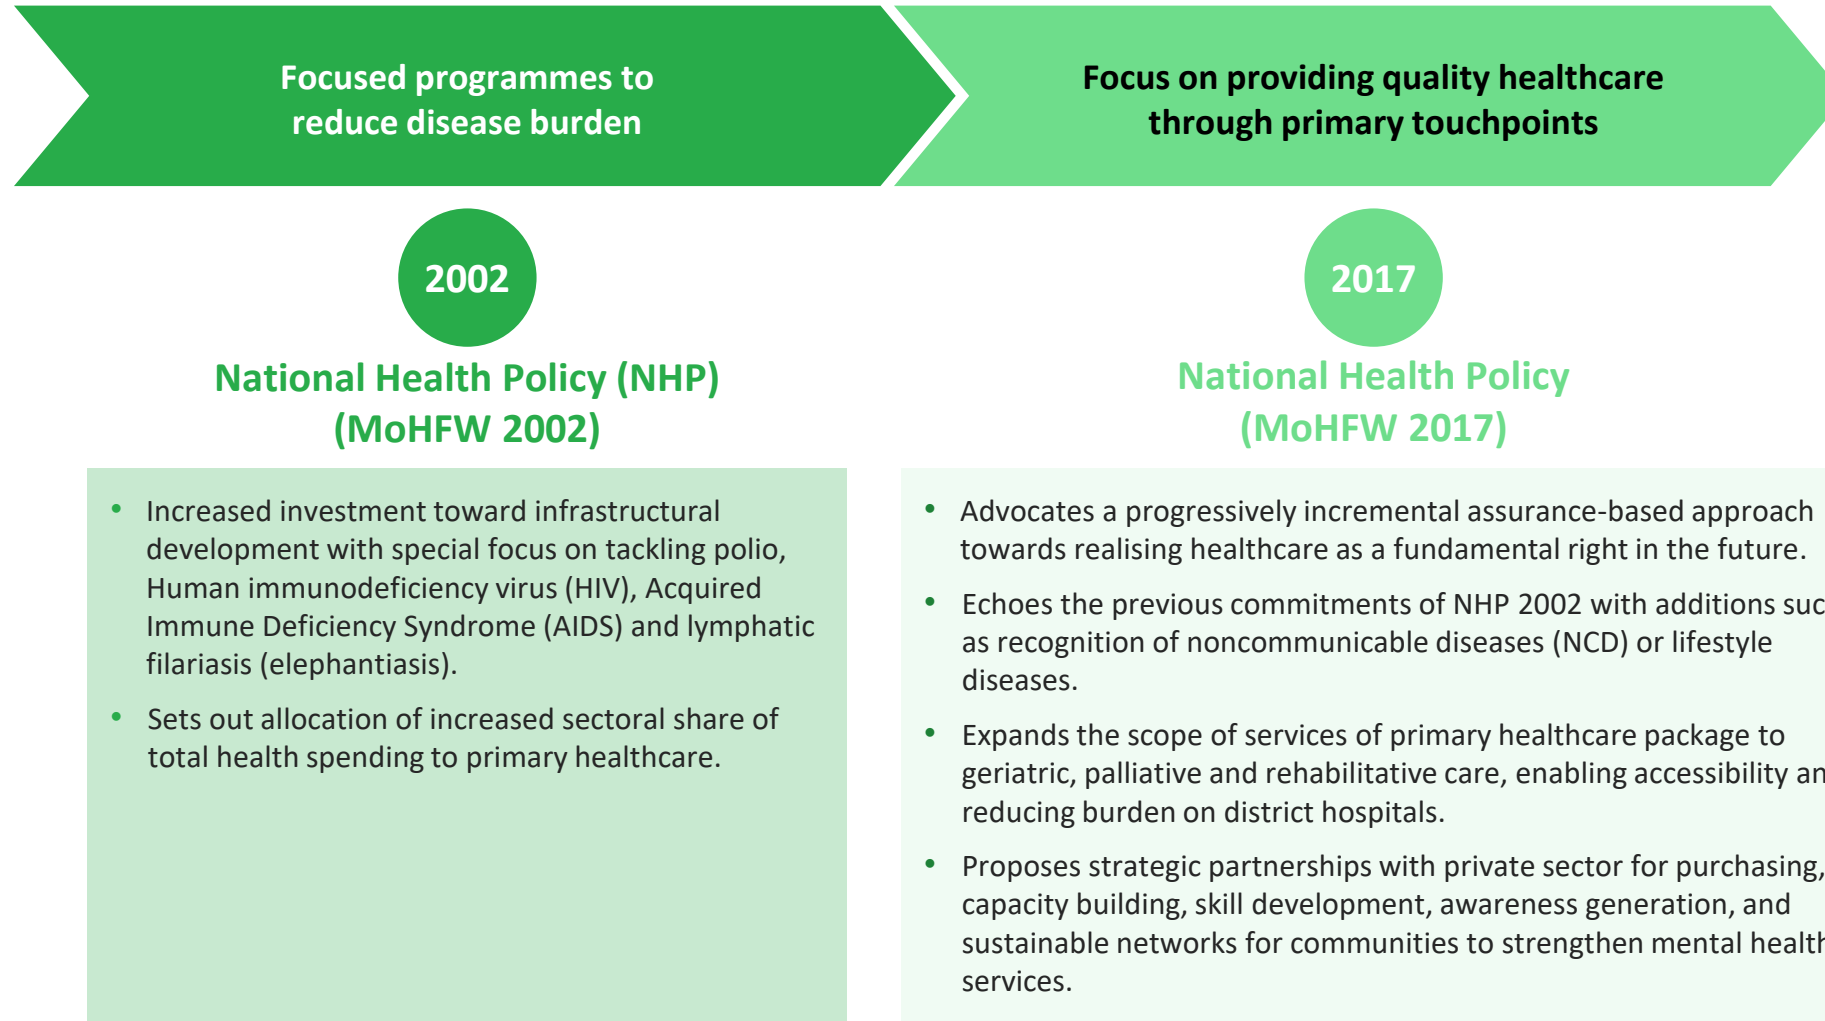 Focused programmes to
reduce disease burden
2002
National Health Policy (NHP)
(MoHFW 2002)
• Increased investment toward infrastructural
development with special focus on tackling polio,
Human immunodeficiency virus (HIV), Acquired
Immune Deficiency Syndrome (AIDS) and lymphatic
filariasis (elephantiasis).
• Sets out allocation of increased sectoral share of
total health spending to primary healthcare.
Focus on providing quality healthcare
through primary touchpoints
2017
National Health Policy
(MoHFW 2017)
• Advocates a progressively incremental assurance-based approach
towards realising healthcare as a fundamental right in the future.
• Echoes the previous commitments of NHP 2002 with additions suc
as recognition of noncommunicable diseases (NCD) or lifestyle
diseases.
• Expands the scope of services of primary healthcare package to
geriatric, palliative and rehabilitative care, enabling accessibility an
reducing burden on district hospitals.
• Proposes strategic partnerships with private sector for purchasing,
capacity building, skill development, awareness generation, and
sustainable networks for communities to strengthen mental health
services.